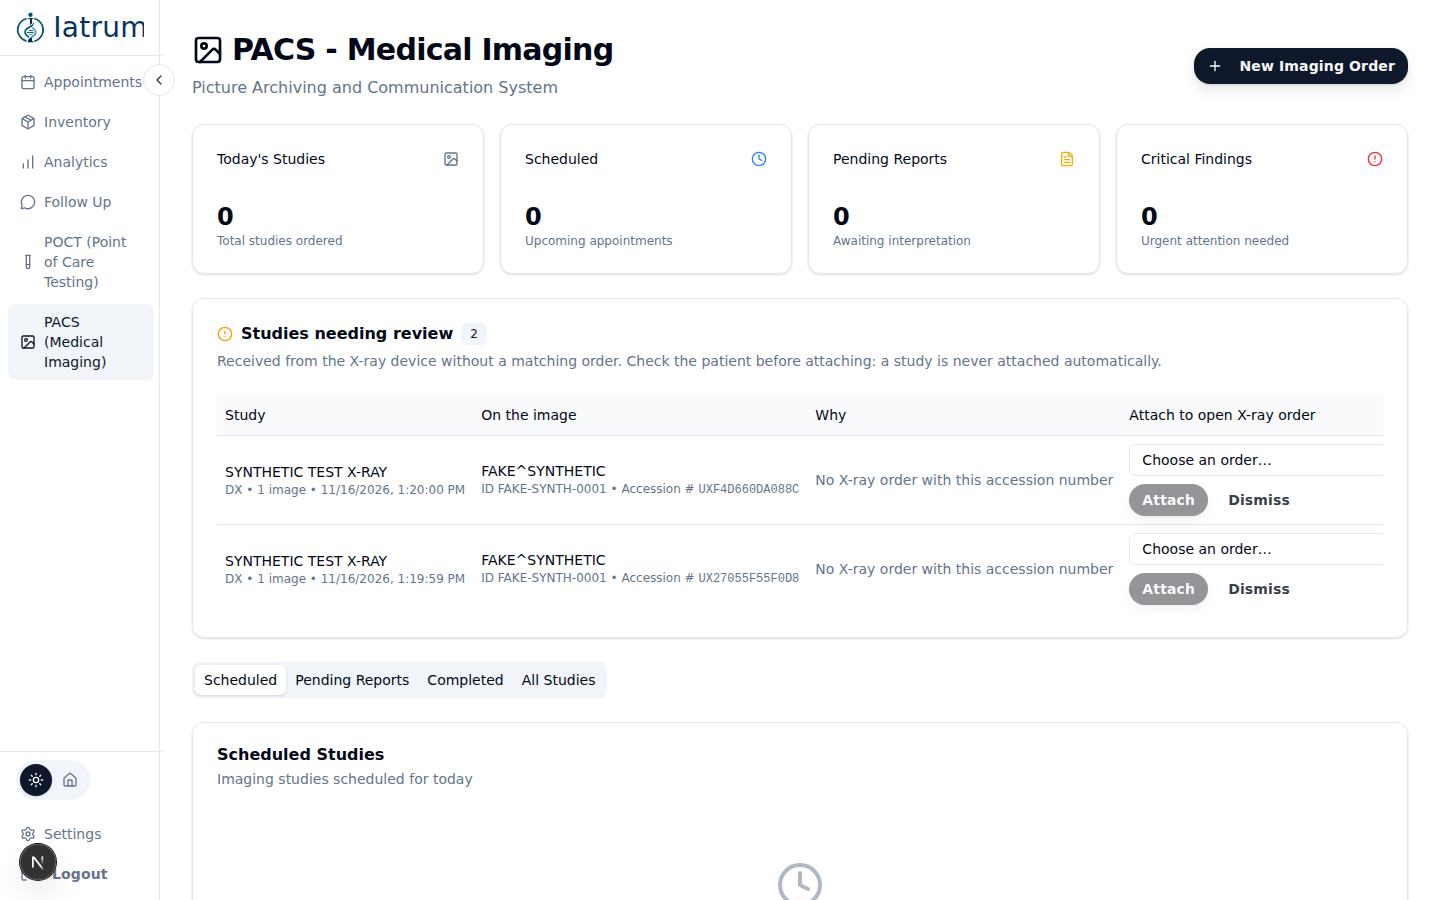 Iatrum
Appointments
Inventory
Analytics
Follow Up
POCT (Point
of Care
Testing)
PACS
(Medical
Imaging)
Settings
N
Logout
PACS - Medical Imaging
Picture Archiving and Communication System
New Imaging Order
Today's Studies
0
Total studies ordered
Scheduled
0
Upcoming appointments
Pending Reports
0
Awaiting interpretation
Critical Findings
0
Urgent attention needed
Studies needing review 2
Received from the X-ray device without a matching order. Check the patient before attaching: a study is never attached automatically.
Study On the image Why Attach to open X-ray order
SYNTHETIC TEST X-RAY
DX • 1 image • 11/16/2026, 1:20:00 PM
FAKE^SYNTHETIC
ID FAKE-SYNTH-0001 • Accession # UXF4D660DA088C
No X-ray order with this accession number
Choose an order...
Attach Dismiss
SYNTHETIC TEST X-RAY
DX • 1 image • 11/16/2026, 1:19:59 PM
FAKE^SYNTHETIC
ID FAKE-SYNTH-0001 • Accession # UX27055F55F0D8
No X-ray order with this accession number
Choose an order...
Attach Dismiss
Scheduled Pending Reports Completed All Studies
Scheduled Studies
Imaging studies scheduled for today